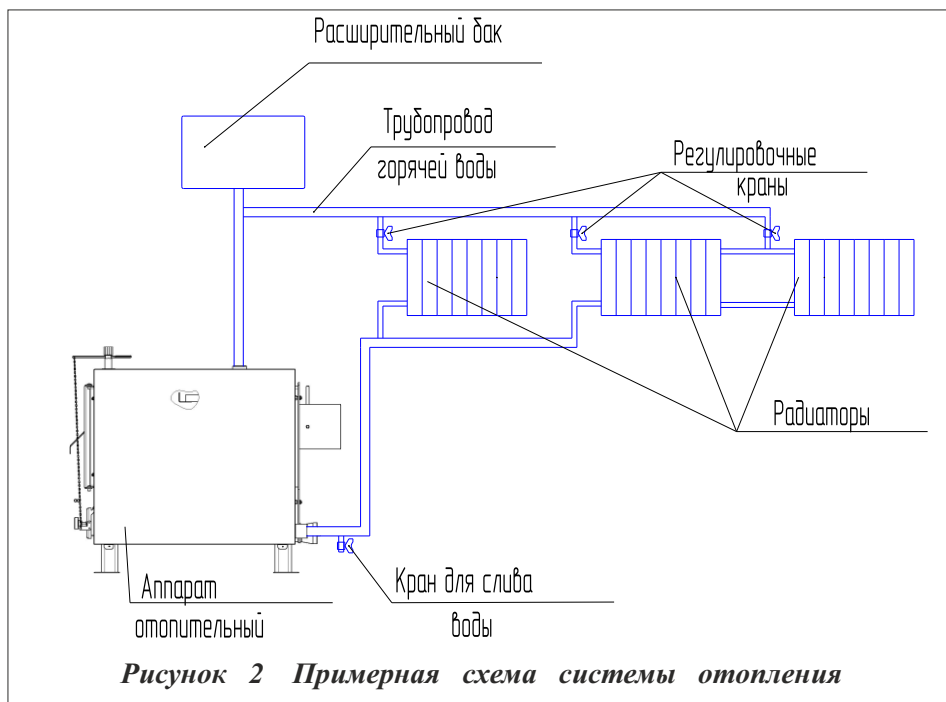 Расширительный бак
Трубопровод
горячей воды
Регулировочные
краны
Радиаторы
Аппарат
отопительный
Кран для слива
воды
Рисунок 2 Примерная схема системы отопления